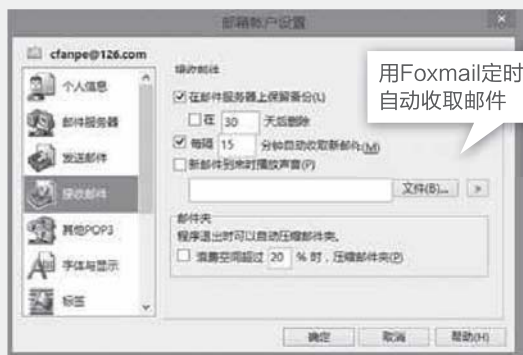 邮箱帐户设置
cfanpe@126.com
个人信息
邮件服务器
发送邮件
接收邮件
其他POP3
字体与显示
标签
接收邮件
在邮件服务器上保留备分(L)
在 30 天后删除
每隔 15 分钟自动收取新邮件(M)
新邮件到来时播放声音(P)
文件(B)...
>
邮件夹
程序退出时可以自动压缩邮件夹。
浪费空间超过 20 % 时，压缩邮件夹(P)
确定
取消
帮助(H)
用Foxmail定时
自动收取邮件